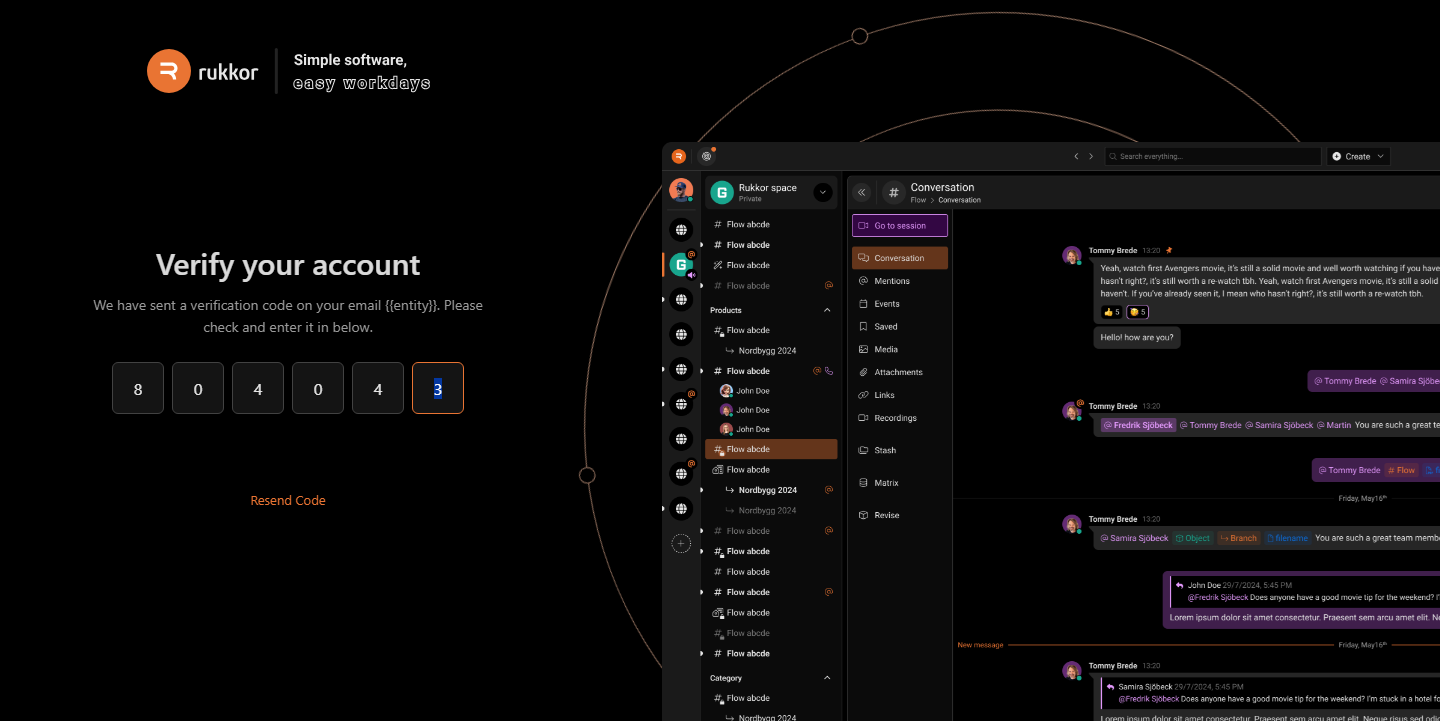 rukkor
Simple software,
easy workdays
Verify your account
We have sent a verification code on your email {{entity}}. Please
check and enter it in below.
8 0 4 0 4 3
Resend Code
Search everything...
Create
Rukkor space
Private
Flow abcde
Flow abcde
Flow abcde
Flow abcde
Products
Flow abcde
Nordbygg 2024
Flow abcde
John Doe
John Doe
John Doe
Flow abcde
Flow abcde
Nordbygg 2024
Nordbygg 2024
Flow abcde
Flow abcde
Flow abcde
Flow abcde
Flow abcde
Flow abcde
Flow abcde
Category
Flow abcde
Nordbygg 2024
Conversation
Flow > Conversation
Go to session
Conversation
Mentions
Events
Saved
Media
Attachments
Links
Recordings
Stash
Matrix
Revise
Tommy Brede 13:20
Yeah, watch first Avengers movie, it's still a solid movie and well worth watching if you have
hasn't right?, it's still worth a re-watch tbh. Yeah, watch first Avengers movie, it's still a solid
haven't. If you've already seen it, I mean who hasn't right?, it's still worth a re-watch tbh.
👍 5 🥳 5
Hello! how are you?
@ Tommy Brede @ Samira Sjöbeck
Tommy Brede 13:20
@ Fredrik Sjöbeck @ Tommy Brede @ Samira Sjöbeck @ Martin You are such a great te
@ Tommy Brede # Flow fi
Friday, May16th
Tommy Brede 13:20
@ Samira Sjöbeck Object Branch filename You are such a great team membe
John Doe 29/7/2024, 5:45 PM
@Fredrik Sjöbeck Does anyone have a good movie tip for the weekend? I'
Lorem ipsum dolor sit amet consectetur. Praesent sem arcu amet elit. Ne
New message Friday, May16th
Tommy Brede 13:20
Samira Sjöbeck 29/7/2024, 5:45 PM
@Fredrik Sjöbeck Does anyone have a good movie tip for the weekend? I'm stuck in a hotel fo
Lorem ipsum dolor sit amet consectetur. Praesent sem arcu amet elit. Neque risus sed odio